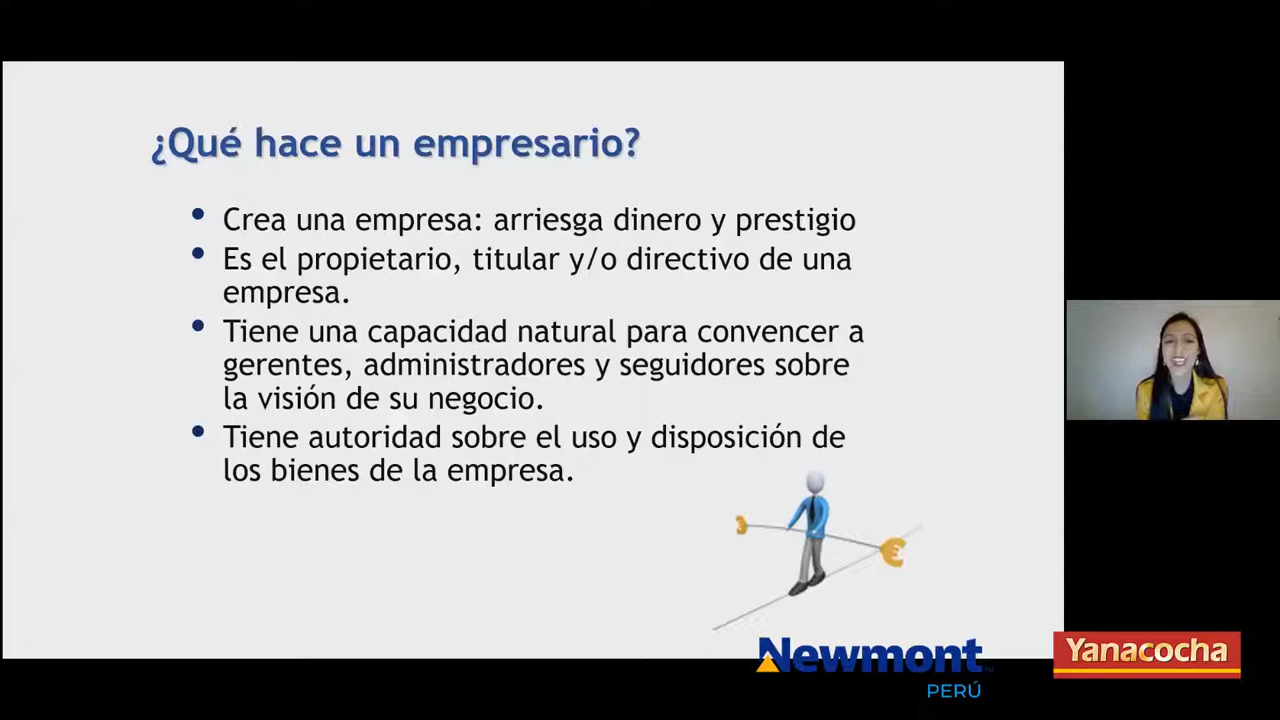 ¿Qué hace un empresario?
• Crea una empresa: arriesga dinero y prestigio
• Es el propietario, titular y/o directivo de una
empresa.
• Tiene una capacidad natural para convencer a
gerentes, administradores y seguidores sobre
la visión de su negocio.
• Tiene autoridad sobre el uso y disposición de
los bienes de la empresa.
Newmont
PERÚ
Yanacocha